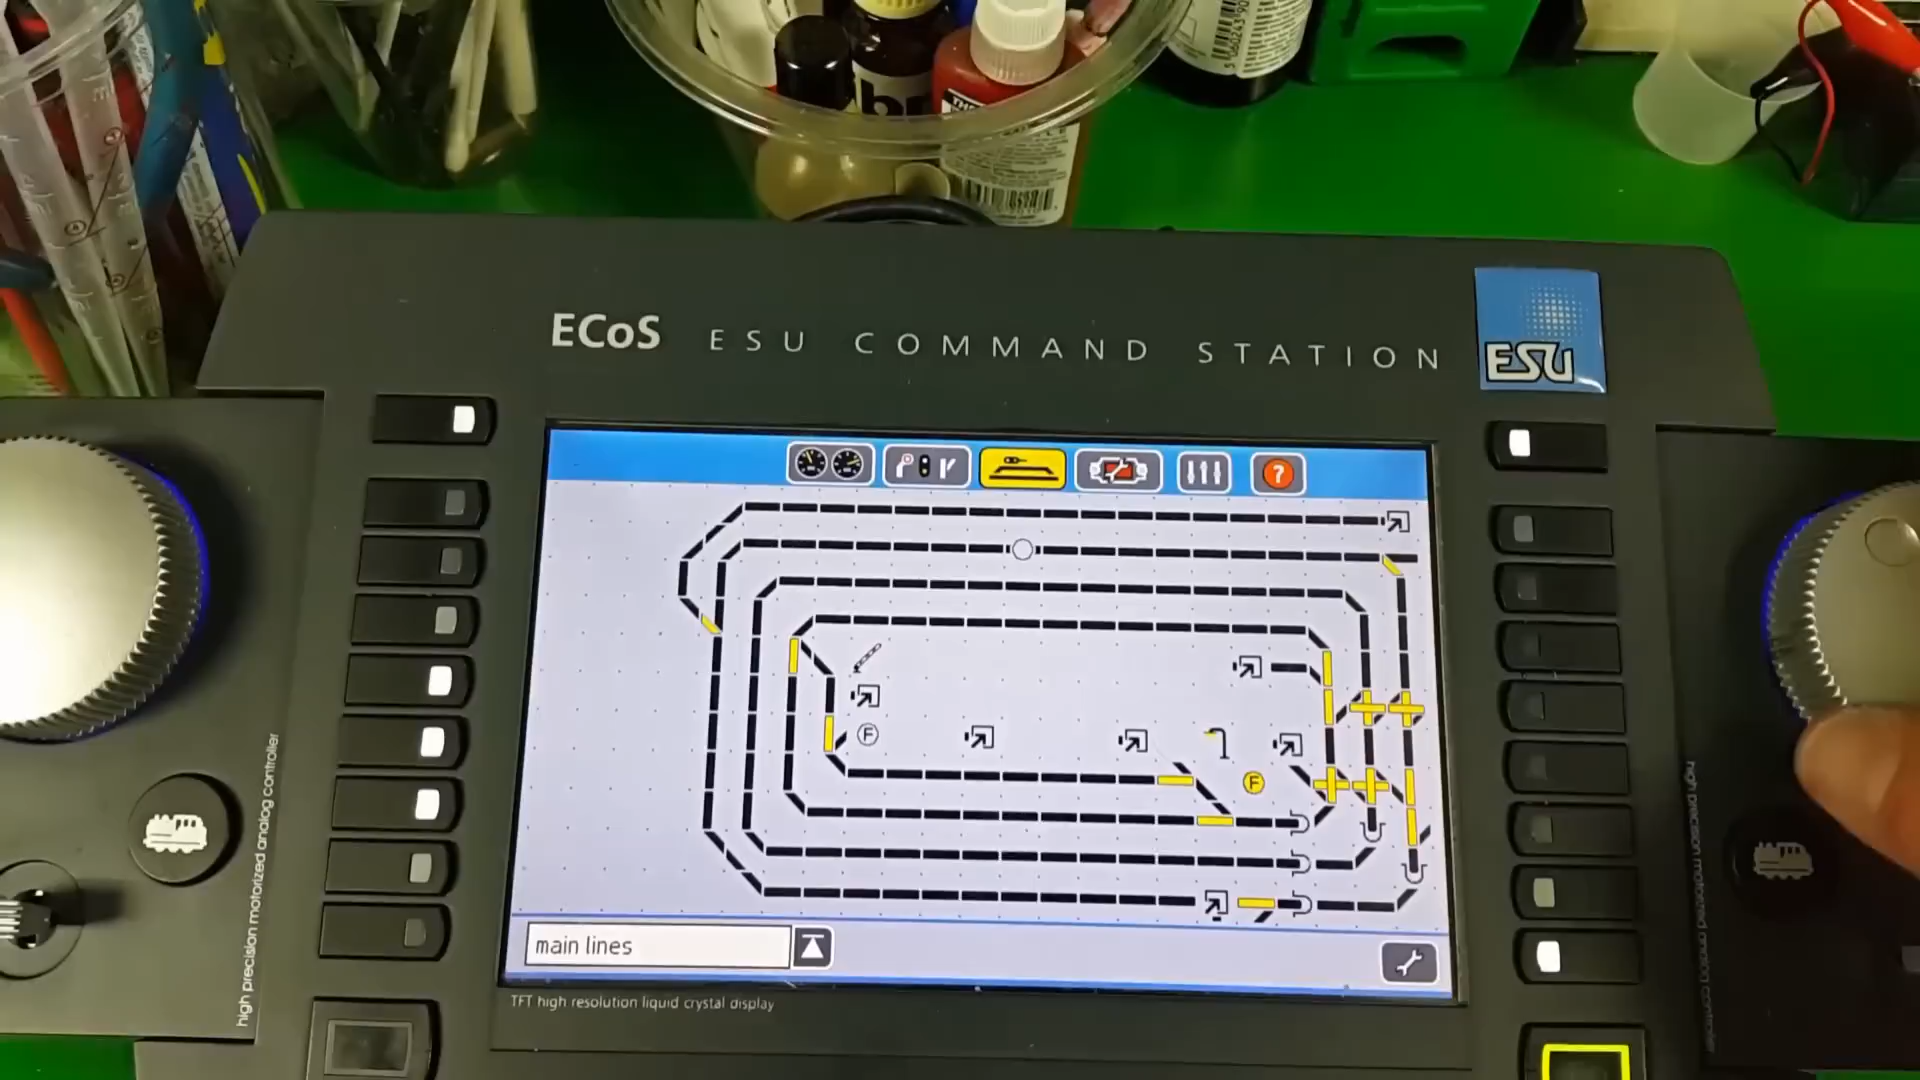 ECoS ESU COMMAND STATION
ESU
?
F
F
main lines
TFT high resolution liquid crystal display
high precision motorized analog controller
high precision motorized analog controller